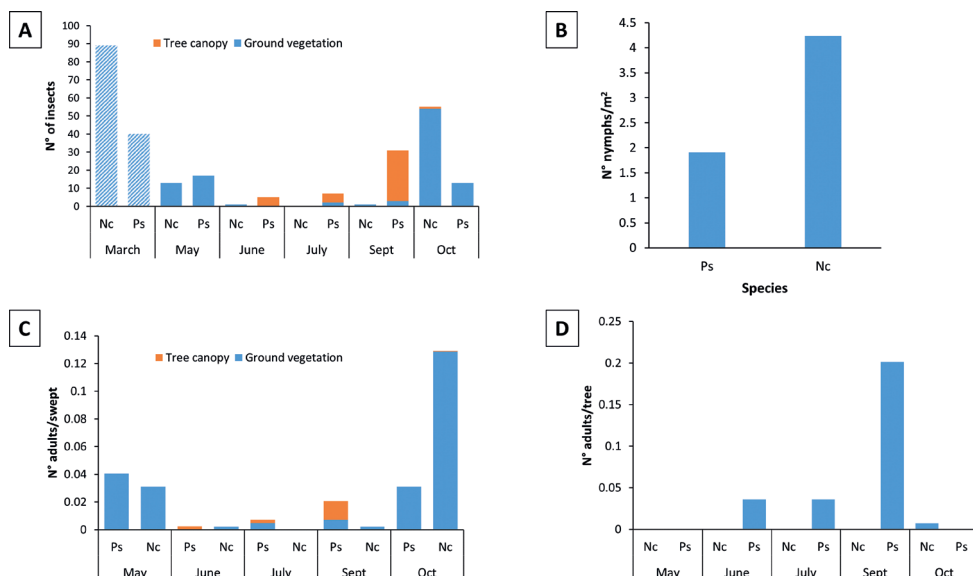 A
100
90
80
70
60
50
40
30
20
10
0
N° of insects
Tree canopy Ground vegetation
Nc Ps Nc Ps Nc Ps Nc Ps Nc Ps Nc Ps
March May June July Sept Oct
B
4.5
4
3.5
3
2.5
2
1.5
1
0.5
0
N° nymphs/m²
Ps Nc
Species
C
0.14
0.12
0.1
0.08
0.06
0.04
0.02
0
N° adults/swept
Tree canopy Ground vegetation
Ps Nc Ps Nc Ps Nc Ps Nc Ps Nc
May June July Sept Oct
D
0.25
0.2
0.15
0.1
0.05
0
N° adults/tree
Nc Ps Nc Ps Nc Ps Nc Ps Nc Ps
May June July Sept Oct